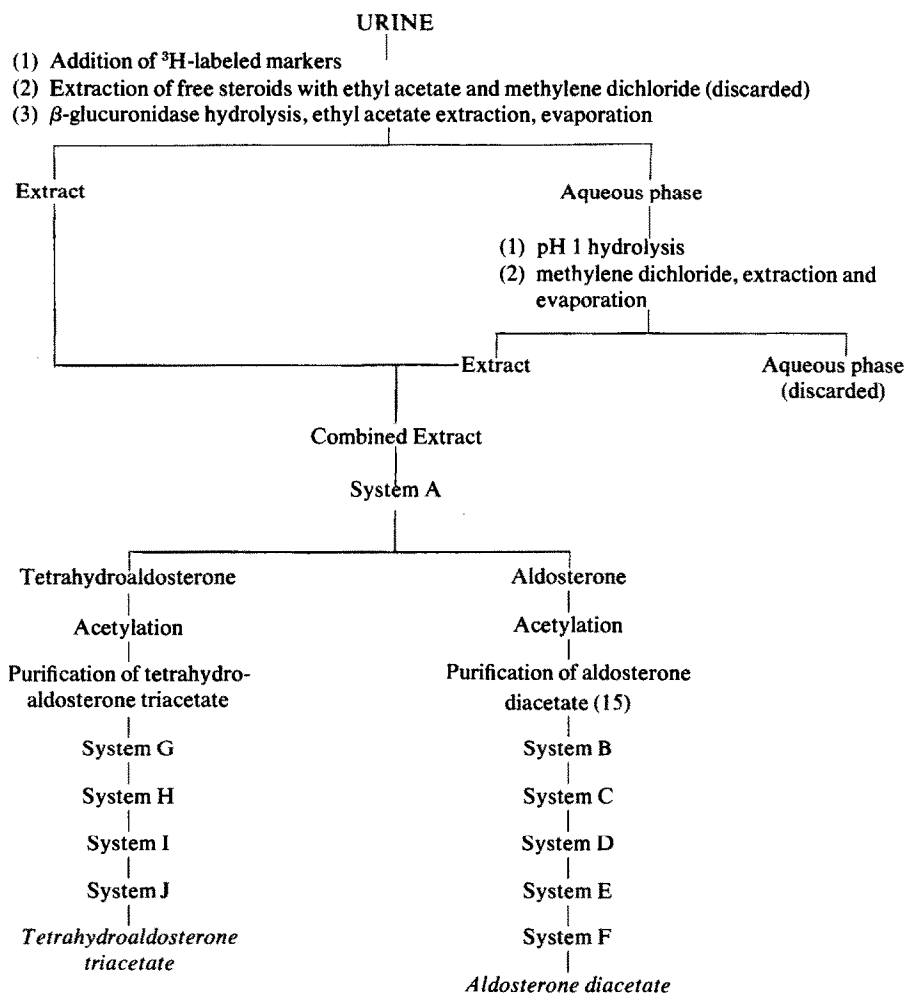 URINE
(1) Addition of ³H-labeled markers
(2) Extraction of free steroids with ethyl acetate and methylene dichloride (discarded)
(3) β-glucuronidase hydrolysis, ethyl acetate extraction, evaporation
Extract
Aqueous phase
(1) pH 1 hydrolysis
(2) methylene dichloride, extraction and
evaporation
Extract
Aqueous phase
(discarded)
Combined Extract
System A
Tetrahydroaldosterone
Aldosterone
Acetylation
Acetylation
Purification of tetrahydro-
aldosterone triacetate
Purification of aldosterone
diacetate (15)
System G
System B
System H
System C
System I
System D
System J
System E
Tetrahydroaldosterone
triacetate
System F
Aldosterone diacetate